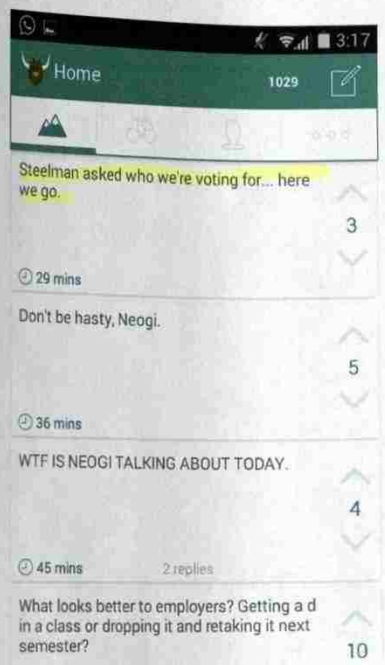 3:17
Home
1029
Steelman asked who we're voting for... here
we go.
3
29 mins
Don't be hasty, Neogi.
5
36 mins
WTF IS NEOGI TALKING ABOUT TODAY.
4
45 mins 2 replies
What looks better to employers? Getting a d
in a class or dropping it and retaking it next
semester?
10